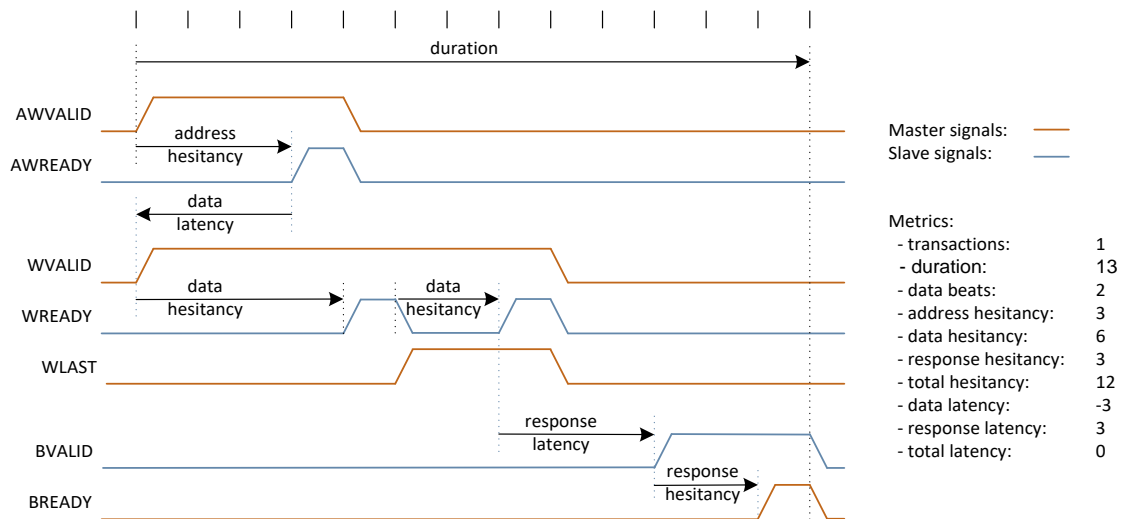 duration
AWVALID
address
hesitancy
AWREADY
data
latency
WVALID
data
hesitancy
data
hesitancy
WREADY
WLAST
response
latency
BVALID
response
hesitancy
BREADY
Master signals:
Slave signals:
Metrics:
- transactions: 1
- duration: 13
- data beats: 2
- address hesitancy: 3
- data hesitancy: 6
- response hesitancy: 3
- total hesitancy: 12
- data latency: -3
- response latency: 3
- total latency: 0